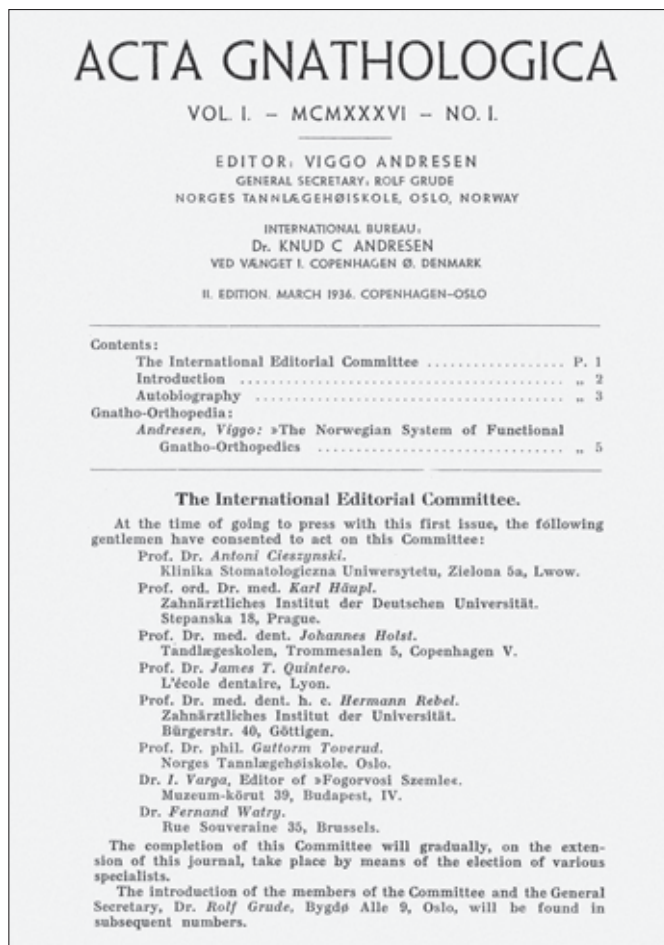 ACTA GNATHOLOGICA
VOL. I. – MCMXXXVI – NO. I.
EDITOR: VIGGO ANDRESEN
GENERAL SECRETARY: ROLF GRUDE
NORGES TANNLÆGEHØISKOLE, OSLO, NORWAY
INTERNATIONAL BUREAU:
Dr. KNUD C ANDRESEN
VED VÆNGET I. COPENHAGEN Ø. DENMARK
II. EDITION. MARCH 1936. COPENHAGEN–OSLO
Contents:
The International Editorial Committee .................. P. 1
Introduction ............................................ „ 2
Autobiography .......................................... „ 3
Gnatho-Orthopedia:
Andresen, Viggo: »The Norwegian System of Functional
Gnatho-Orthopedics ................................ „ 5
The International Editorial Committee.
At the time of going to press with this first issue, the following
gentlemen have consented to act on this Committee:
Prof. Dr. Antoni Cieszynski.
Klinika Stomatologiczna Uniwersytetu, Zielona 5a, Lwow.
Prof. ord. Dr. med. Karl Häupl.
Zahnärztliches Institut der Deutschen Universität.
Stepanska 18, Prague.
Prof. Dr. med. dent. Johannes Holst.
Tandlægeskolen, Trommesalen 5, Copenhagen V.
Prof. Dr. James T. Quintero.
L'école dentaire, Lyon.
Prof. Dr. med. dent. h. c. Hermann Rebel.
Zahnärztliches Institut der Universität.
Bürgerstr. 40, Göttigen.
Prof. Dr. phil. Guttorm Toverud.
Norges Tannlægehøiskole. Oslo.
Dr. I. Varga, Editor of »Fogorvosi Szemle«.
Muzeum-körut 39, Budapest, IV.
Dr. Fernand Watry.
Rue Souveraine 35, Brussels.
The completion of this Committee will gradually, on the exten-
sion of this journal, take place by means of the election of various
specialists.
The introduction of the members of the Committee and the General
Secretary, Dr. Rolf Grude, Bygdø Alle 9, Oslo, will be found in
subsequent numbers.